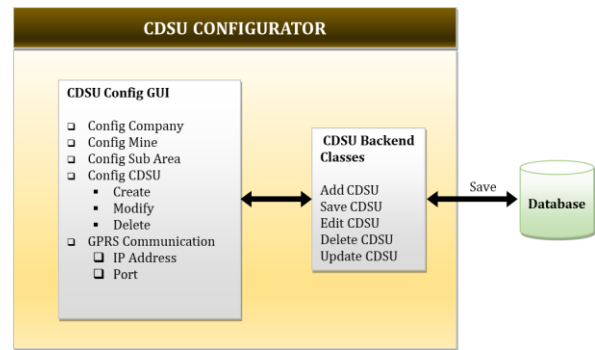 CDSU CONFIGURATOR
CDSU Config GUI
Config Company
Config Mine
Config Sub Area
Config CDSU
Create
Modify
Delete
GPRS Communication
IP Address
Port
CDSU Backend
Classes
Add CDSU
Save CDSU
Edit CDSU
Delete CDSU
Update CDSU
Save
Database